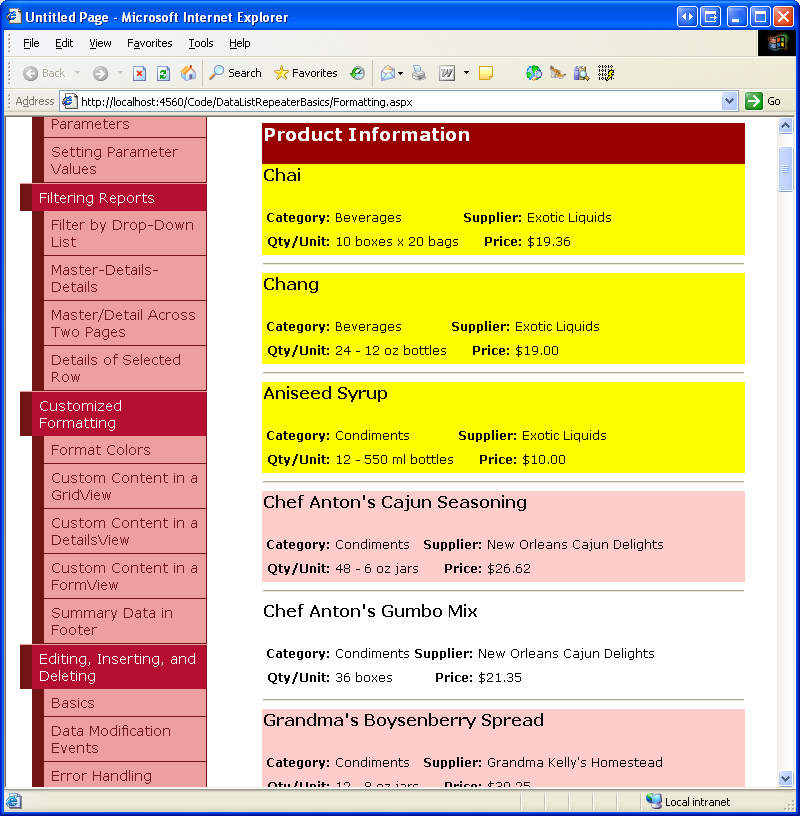 Untitled Page - Microsoft Internet Explorer
File Edit View Favorites Tools Help
Back Search Favorites
Address http://localhost:4560/Code/DataListRepeaterBasics/Formatting.aspx Go
Parameters
Setting Parameter
Values
Filtering Reports
Filter by Drop-Down
List
Master-Details-
Details
Master/Detail Across
Two Pages
Details of Selected
Row
Customized
Formatting
Format Colors
Custom Content in a
GridView
Custom Content in a
DetailsView
Custom Content in a
FormView
Summary Data in
Footer
Editing, Inserting, and
Deleting
Basics
Data Modification
Events
Error Handling
Product Information
Chai
Category: Beverages Supplier: Exotic Liquids
Qty/Unit: 10 boxes x 20 bags Price: $19.36
Chang
Category: Beverages Supplier: Exotic Liquids
Qty/Unit: 24 - 12 oz bottles Price: $19.00
Aniseed Syrup
Category: Condiments Supplier: Exotic Liquids
Qty/Unit: 12 - 550 ml bottles Price: $10.00
Chef Anton's Cajun Seasoning
Category: Condiments Supplier: New Orleans Cajun Delights
Qty/Unit: 48 - 6 oz jars Price: $26.62
Chef Anton's Gumbo Mix
Category: Condiments Supplier: New Orleans Cajun Delights
Qty/Unit: 36 boxes Price: $21.35
Grandma's Boysenberry Spread
Category: Condiments Supplier: Grandma Kelly's Homestead
Qty/Unit: 12 - 8 oz jars Price: $30.25
Local intranet